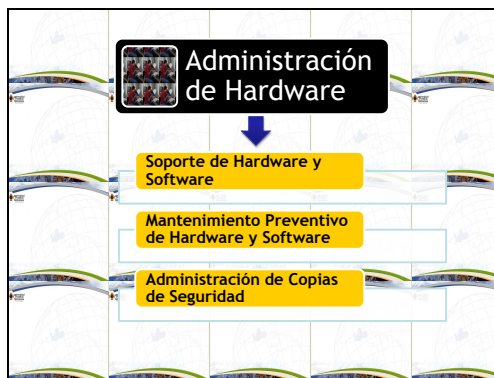 Administración
de Hardware
Soporte de Hardware y
Software
Mantenimiento Preventivo
de Hardware y Software
Administración de Copias
de Seguridad